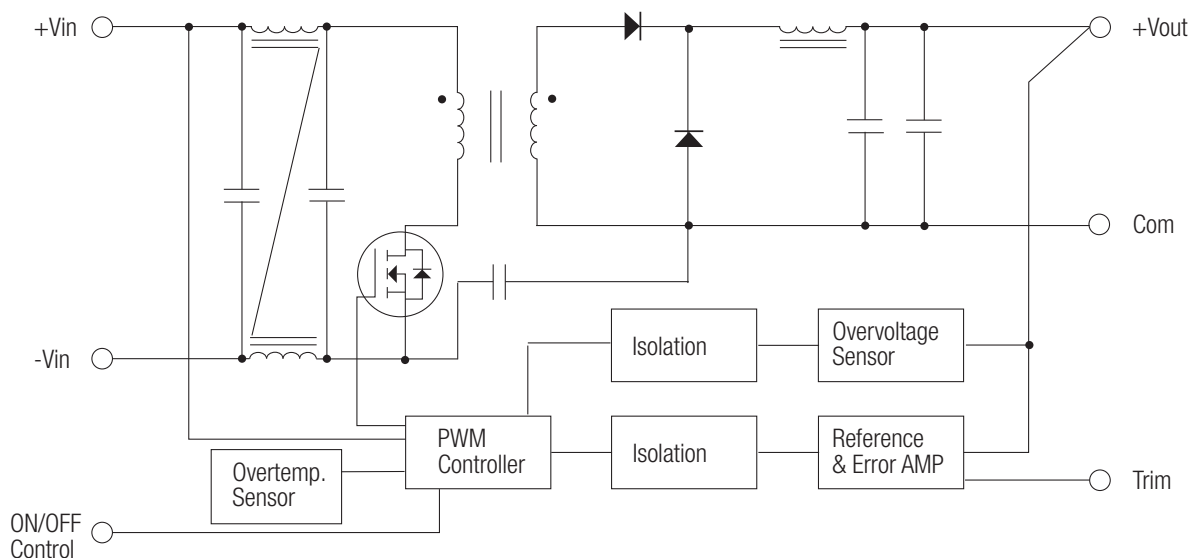 +Vin
+Vout
Com
-Vin
Isolation
Overvoltage
Sensor
PWM
Controller
Isolation
Reference
& Error AMP
Overtemp.
Sensor
Trim
ON/OFF
Control